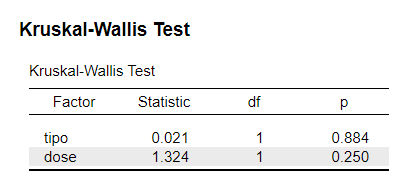 Kruskal-Wallis Test
Kruskal-Wallis Test
Factor Statistic df p
tipo 0.021 1 0.884
dose 1.324 1 0.250